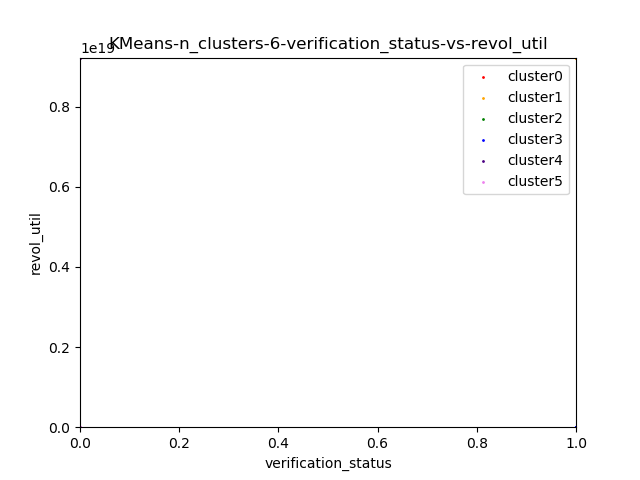 KMeans-n_clusters-6-verification_status-vs-revol_util
1e19
cluster0
cluster1
cluster2
cluster3
cluster4
cluster5
0.8
0.6
0.4
0.2
0.0
revol_util
0.0 0.2 0.4 0.6 0.8 1.0
verification_status